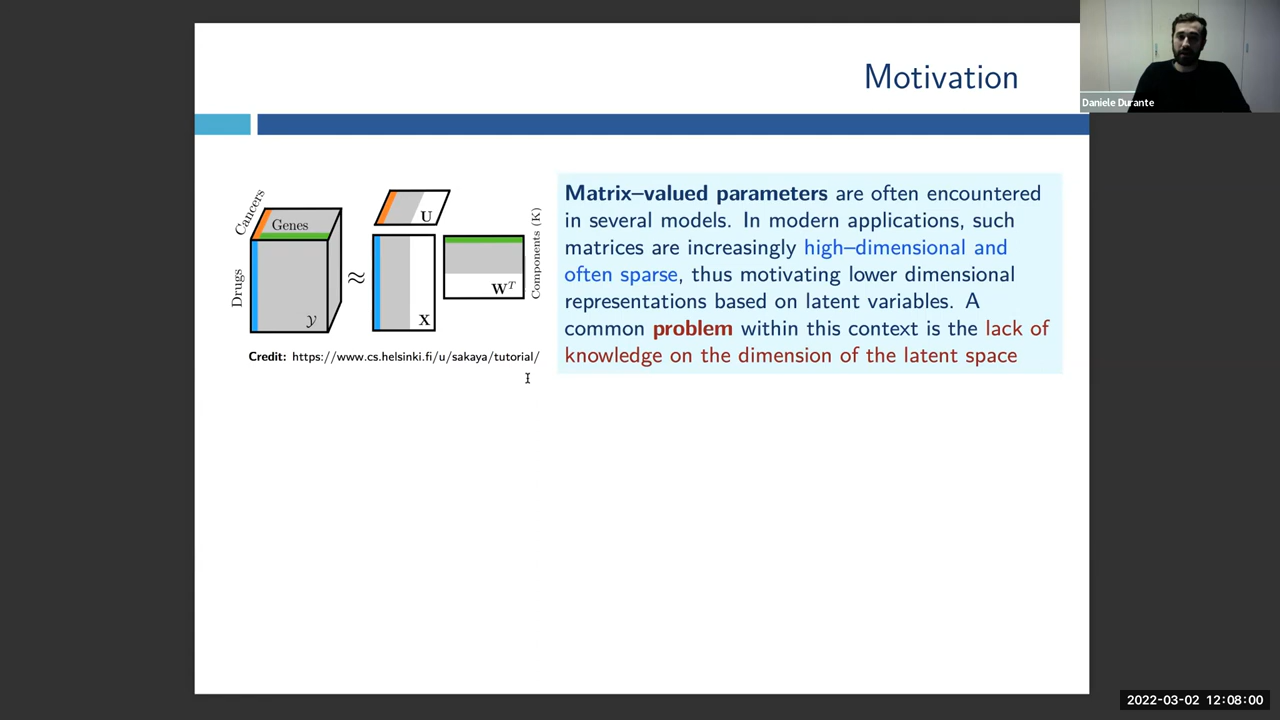 Motivation
Daniele Durante
Cancers
Genes
Drugs
𝒴
≈
U
X
Wᵀ
Components (K)
Credit: https://www.cs.helsinki.fi/u/sakaya/tutorial/
Matrix–valued parameters are often encountered
in several models. In modern applications, such
matrices are increasingly high–dimensional and
often sparse, thus motivating lower dimensional
representations based on latent variables. A
common problem within this context is the lack of
knowledge on the dimension of the latent space
2022-03-02 12:08:00